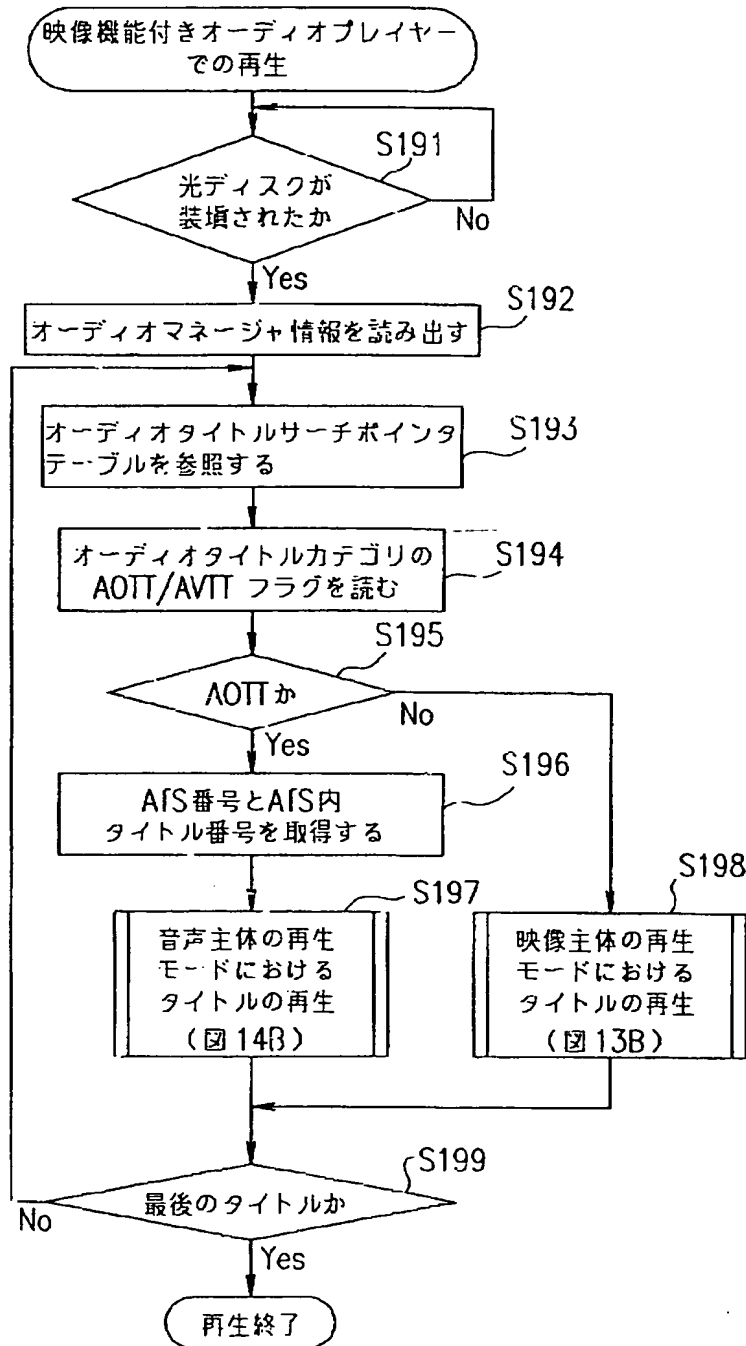 映像機能付きオーディオプレイヤー
での再生
S191
光ディスクが
装填されたか
No
Yes
S192
オーディオマネージャ情報を読み出す
オーディオタイトルサーチポインタ
テーブルを参照する
S193
オーディオタイトルカテゴリの
AOTT/AVTT フラグを読む
S194
S195
AOTTか
No
Yes
S196
ATS番号とATS内
タイトル番号を取得する
S197
S198
音声主体の再生
モードにおける
タイトルの再生
(図14B)
映像主体の再生
モードにおける
タイトルの再生
(図13B)
S199
最後のタイトルか
No
Yes
再生終了